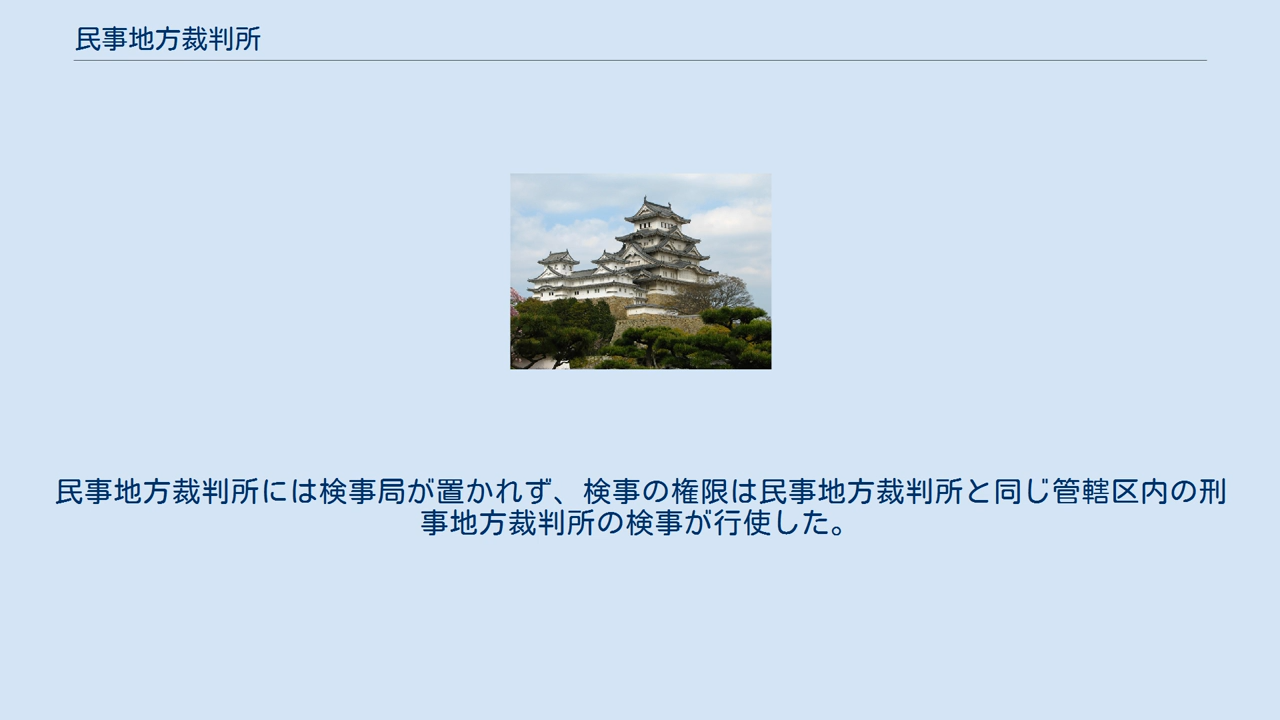 民事地方裁判所
民事地方裁判所には検事局が置かれず、検事の権限は民事地方裁判所と同じ管轄区内の刑
事地方裁判所の検事が行使した。